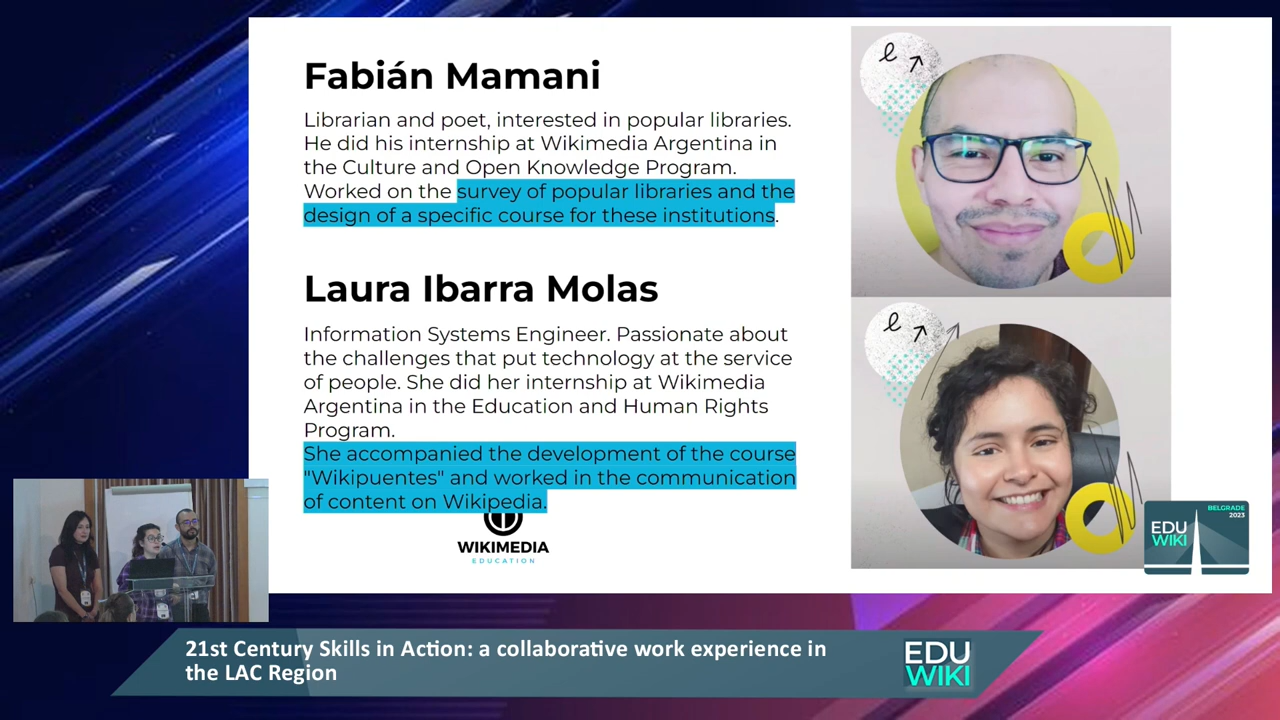 Fabián Mamani
Librarian and poet, interested in popular libraries.
He did his internship at Wikimedia Argentina in
the Culture and Open Knowledge Program.
Worked on the survey of popular libraries and the
design of a specific course for these institutions.
Laura Ibarra Molas
Information Systems Engineer. Passionate about
the challenges that put technology at the service
of people. She did her internship at Wikimedia
Argentina in the Education and Human Rights
Program.
She accompanied the development of the course
"Wikipuentes" and worked in the communication
of content on Wikipedia.
WIKIMEDIA
EDUCATION
BELGRADE
2023
EDU
WIKI
21st Century Skills in Action: a collaborative work experience in
the LAC Region
EDU
WIKI